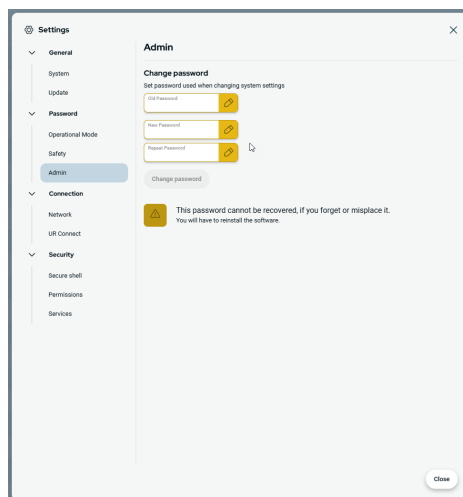 Settings
General
System
Update
Password
Operational Mode
Safety
Admin
Connection
Network
UR Connect
Security
Secure shell
Permissions
Services
Admin
Change password
Set password used when changing system settings
Old Password
New Password
Repeat Password
Change password
This password cannot be recovered, if you forget or misplace it.
You will have to reinstall the software.
Close